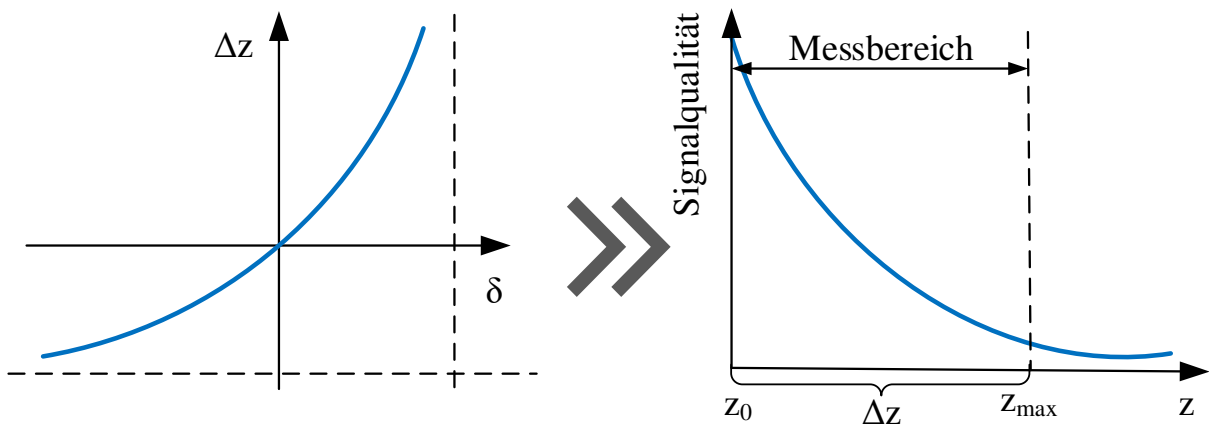 Δz
δ
Signalqualität
Messbereich
z₀
Δz
zₘₐₓ
z